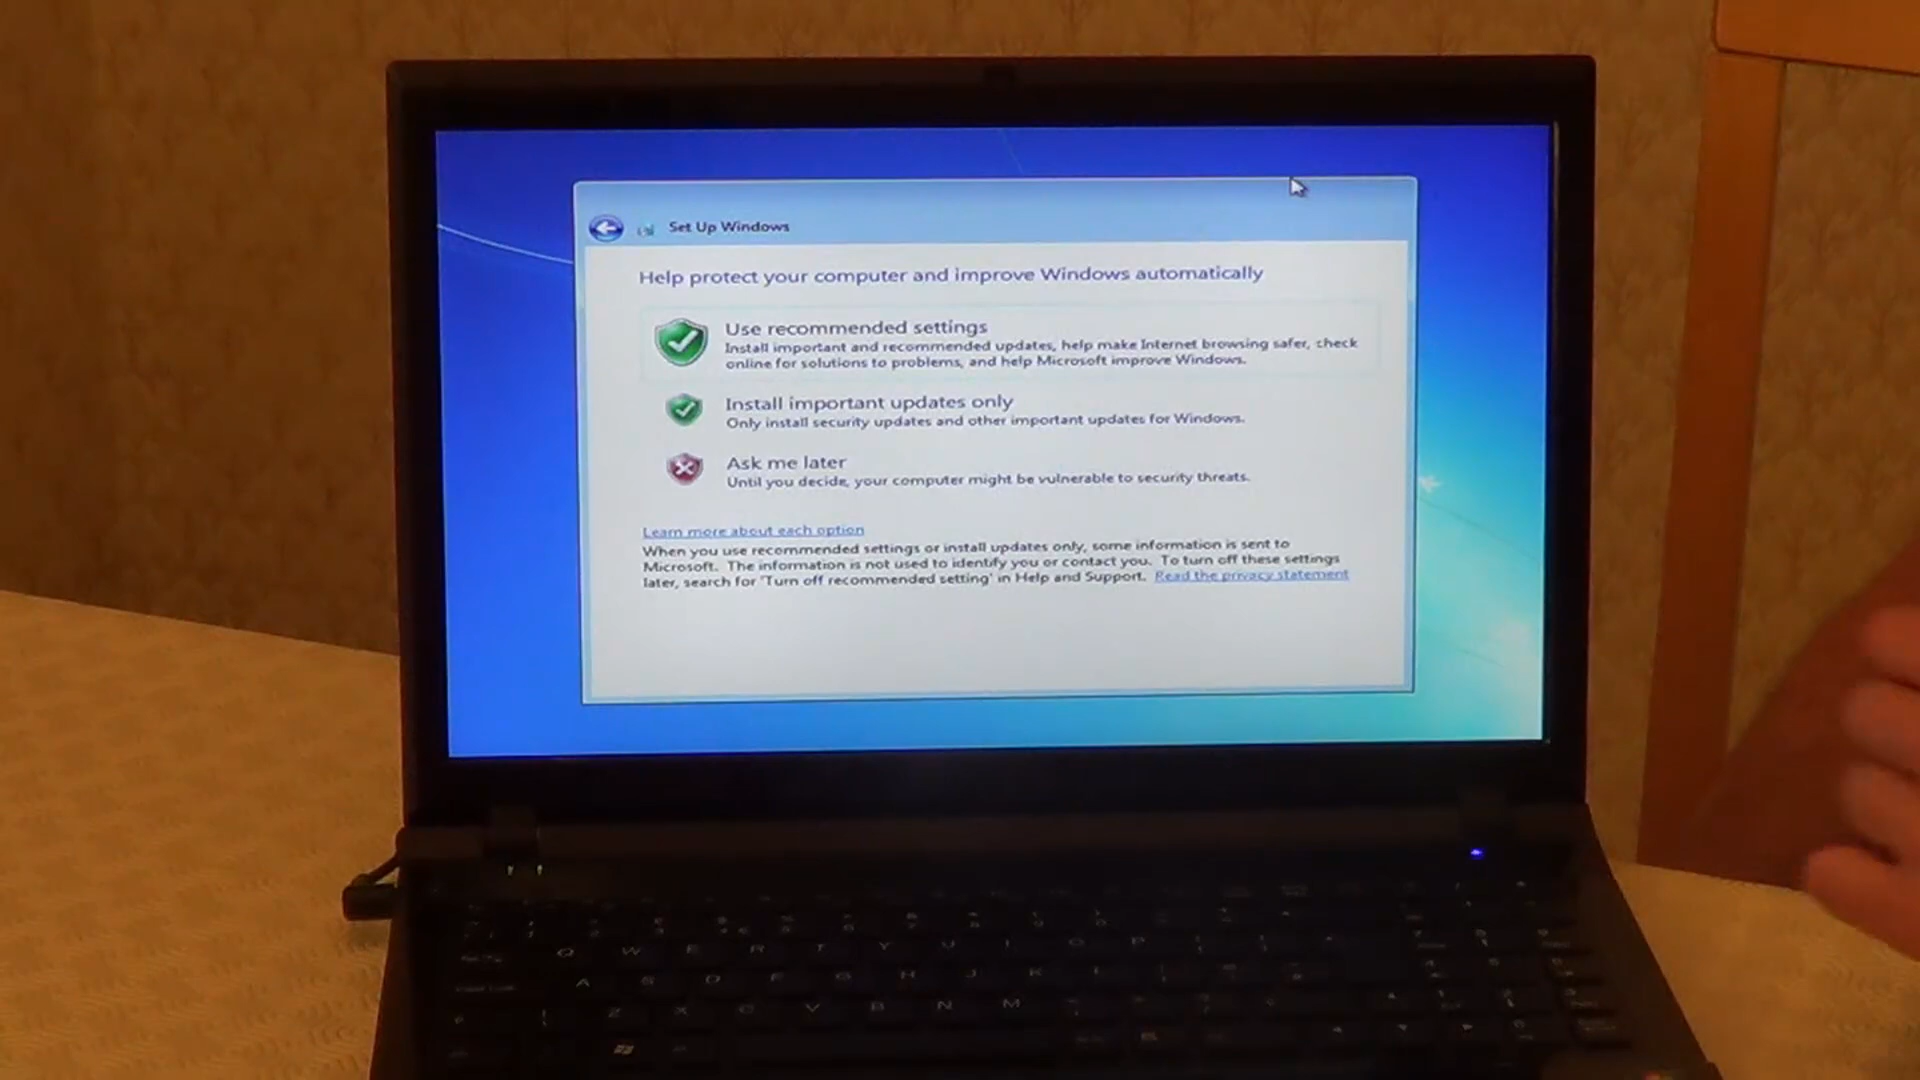 Set Up Windows
Help protect your computer and improve Windows automatically
Use recommended settings
Install important and recommended updates, help make Internet browsing safer, check
online for solutions to problems, and help Microsoft improve Windows.
Install important updates only
Only install security updates and other important updates for Windows.
Ask me later
Until you decide, your computer might be vulnerable to security threats.
Learn more about each option
When you use recommended settings or install updates only, some information is sent to
Microsoft. The information is not used to identify you or contact you. To turn off these settings
later, search for 'Turn off recommended setting' in Help and Support. Read the privacy statement
Q W E R T Y U I O P
A S D F G H J K L
Z X C V B N M